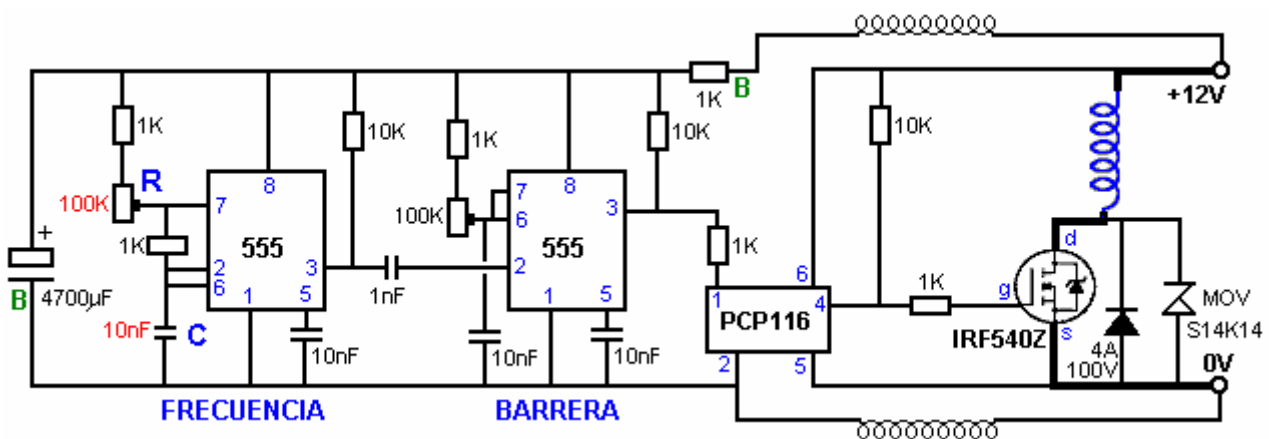 1K
B
+12V
1K
10K
1K
10K
10K
R
100K
7
8
1K
555
2
6
3
1
5
1nF
+
4700µF
B
10nF
C
10nF
FRECUENCIA
100K
7
6
8
3
555
2
1
5
10nF
10nF
BARRERA
1K
1
6
PCP116
4
2
5
1K
g
d
s
IRF540Z
4A
100V
MOV
S14K14
0V